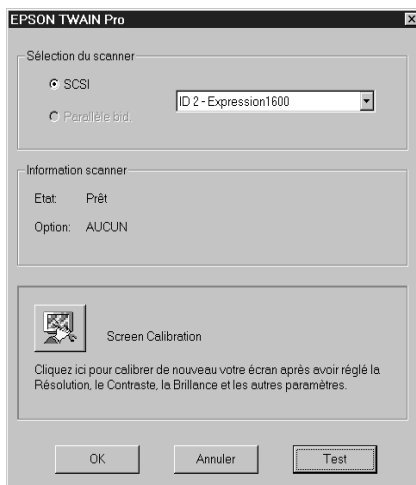 EPSON TWAIN Pro
Sélection du scanner
SCSI
ID 2 - Expression1600
Parallèle bid.
Information scanner
Etat: Prêt
Option: AUCUN
Screen Calibration
Cliquez ici pour calibrer de nouveau votre écran après avoir réglé la
Résolution, le Contraste, la Brillance et les autres paramètres.
OK Annuler Test